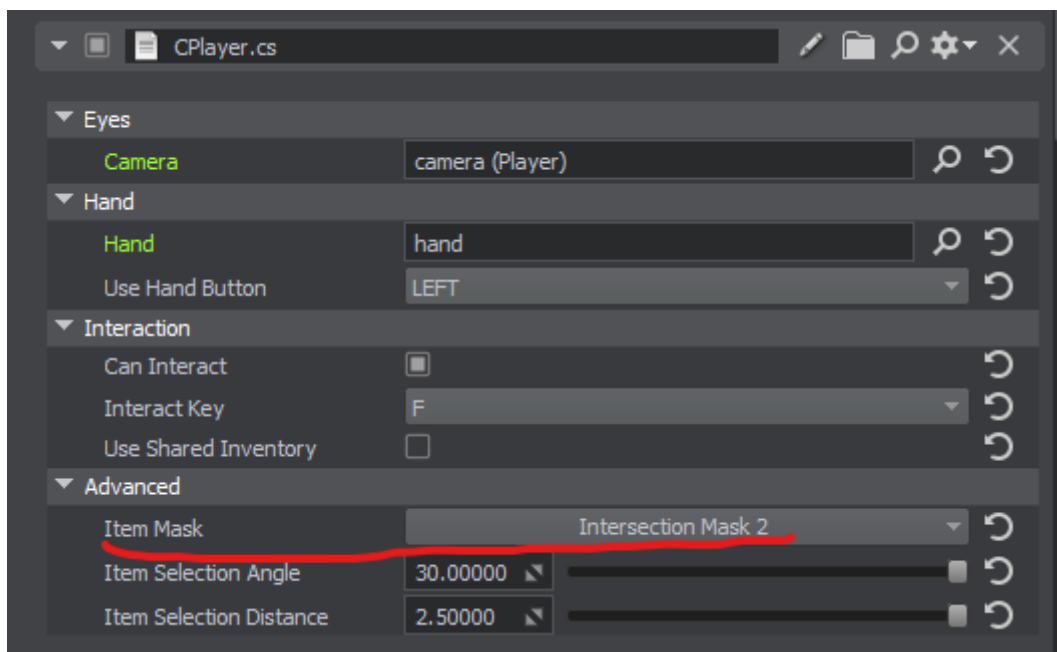 CPlayer.cs
Eyes
Camera camera (Player)
Hand
Hand hand
Use Hand Button LEFT
Interaction
Can Interact
Interact Key F
Use Shared Inventory
Advanced
Item Mask Intersection Mask 2
Item Selection Angle 30.00000
Item Selection Distance 2.50000